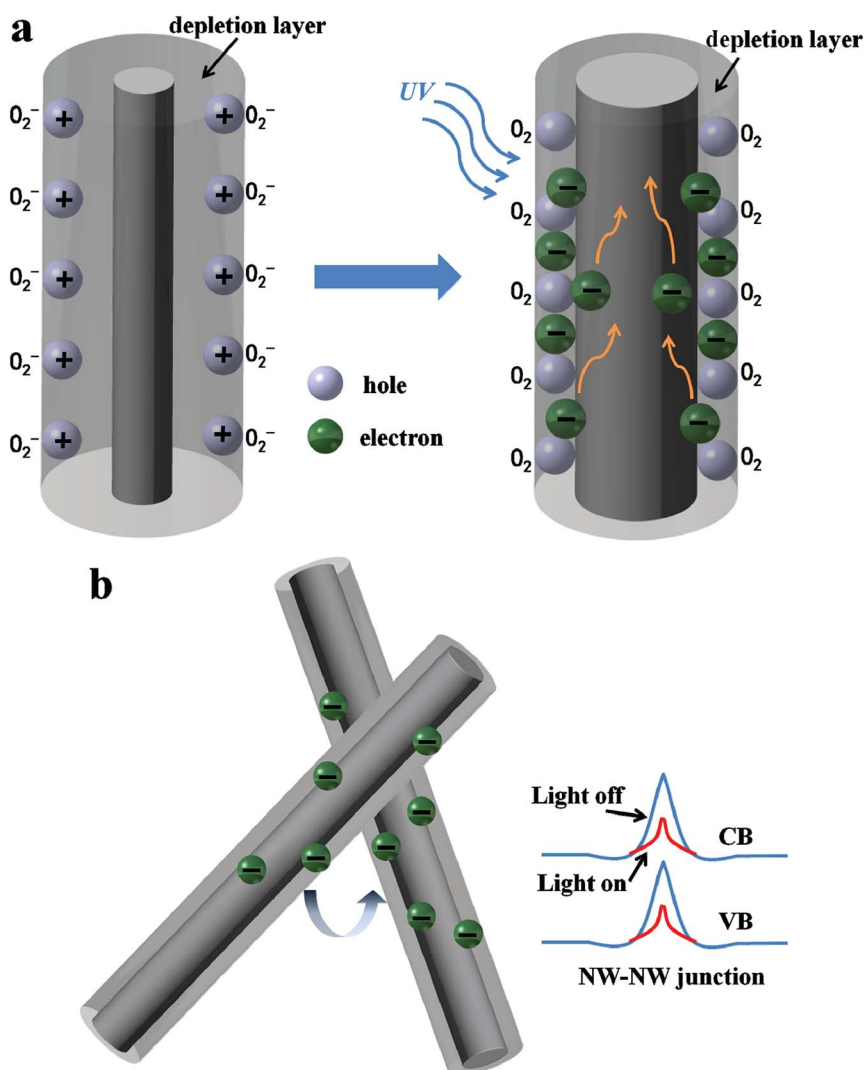 a
depletion layer
depletion layer
UV
O₂⁻ + + O₂⁻
O₂⁻ + + O₂⁻
O₂⁻ + + O₂⁻
O₂⁻ + + O₂⁻
O₂⁻ + + O₂⁻
O₂ O₂
− −
O₂ O₂
− −
O₂ − − O₂
− −
O₂ O₂
− −
O₂ O₂
hole
electron
b
−
−
−
−
−
−
−
−
−
−
Light off
CB
Light on
VB
NW-NW junction